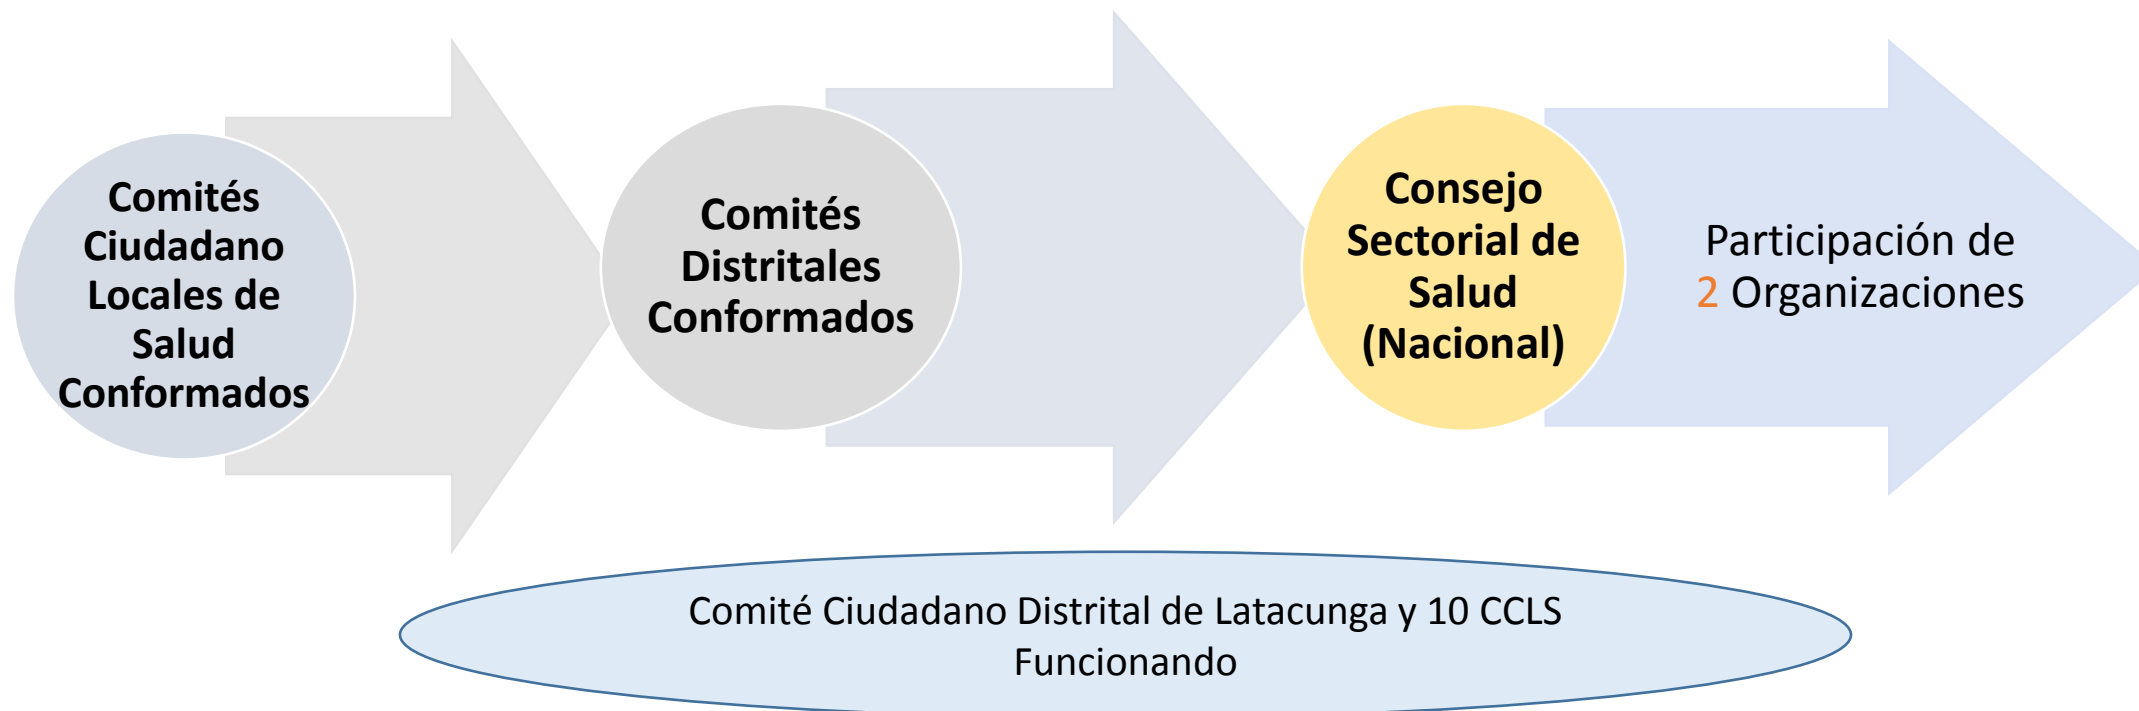 Comités
Ciudadano
Locales de
Salud
Conformados
Comités
Distritales
Conformados
Consejo
Sectorial de
Salud
(Nacional)
Participación de
2 Organizaciones
Comité Ciudadano Distrital de Latacunga y 10 CCLS
Funcionando